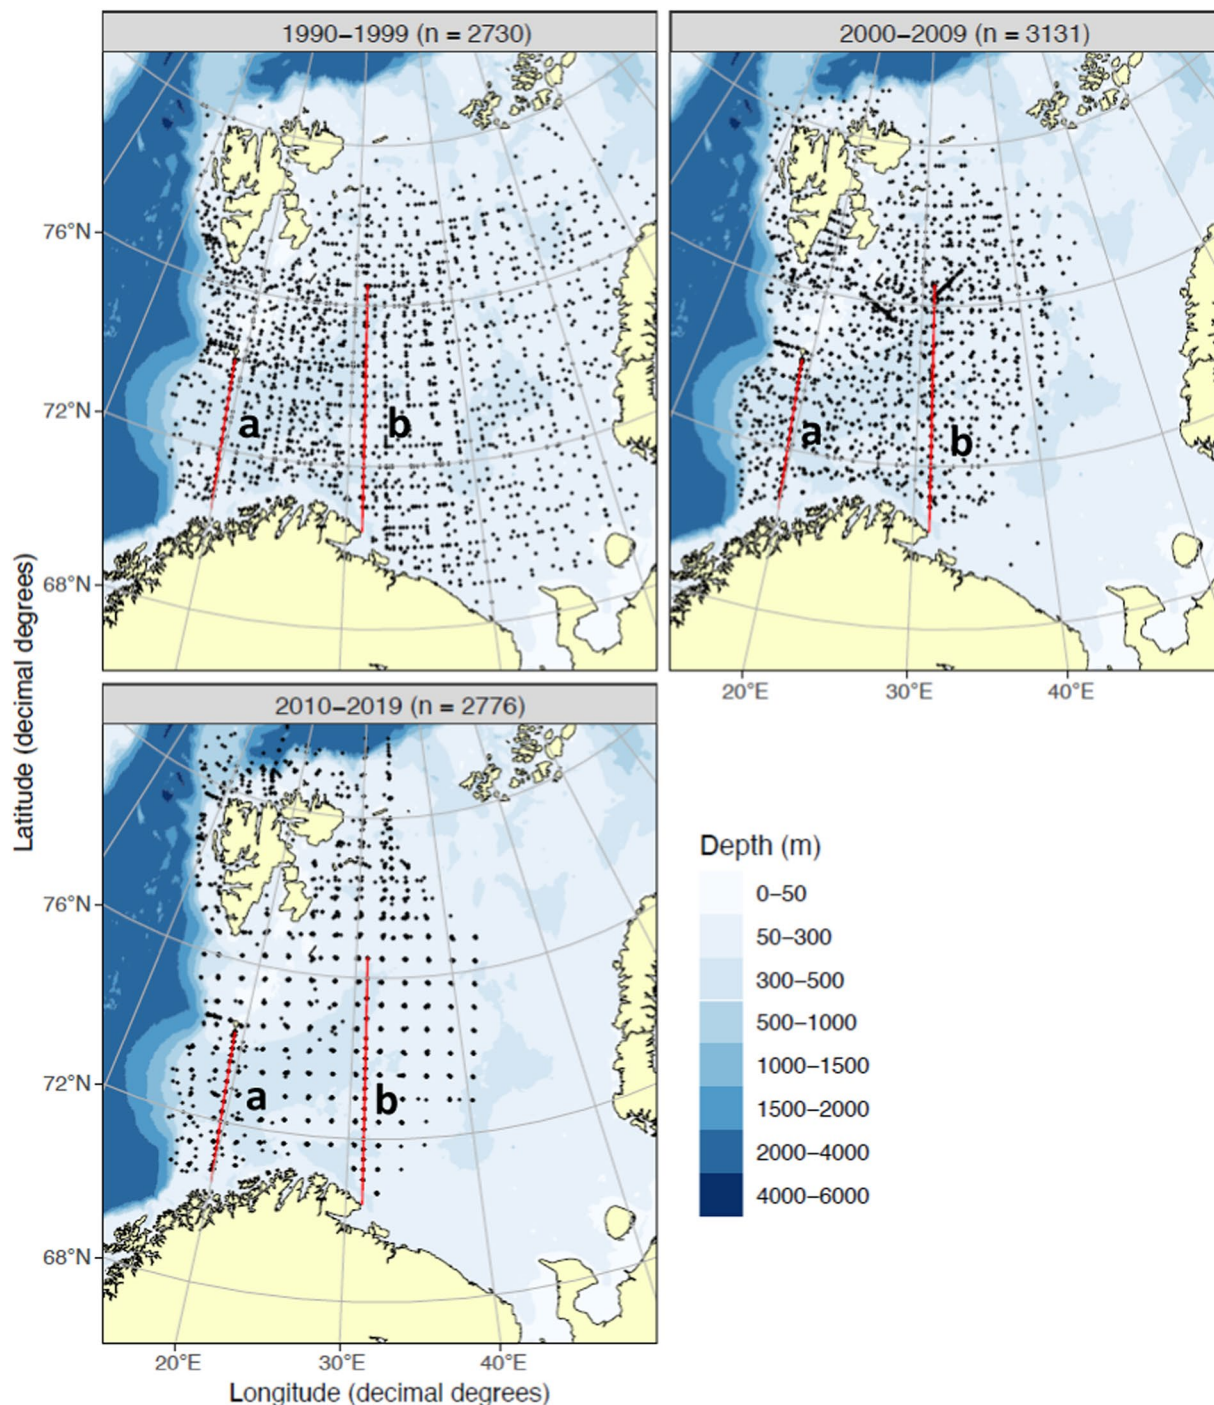 1990–1999 (n = 2730)
2000–2009 (n = 3131)
76°N
72°N
68°N
a
b
a
b
20°E
30°E
40°E
2010–2019 (n = 2776)
76°N
72°N
68°N
a
b
20°E
30°E
40°E
Latitude (decimal degrees)
Longitude (decimal degrees)
Depth (m)
0–50
50–300
300–500
500–1000
1000–1500
1500–2000
2000–4000
4000–6000